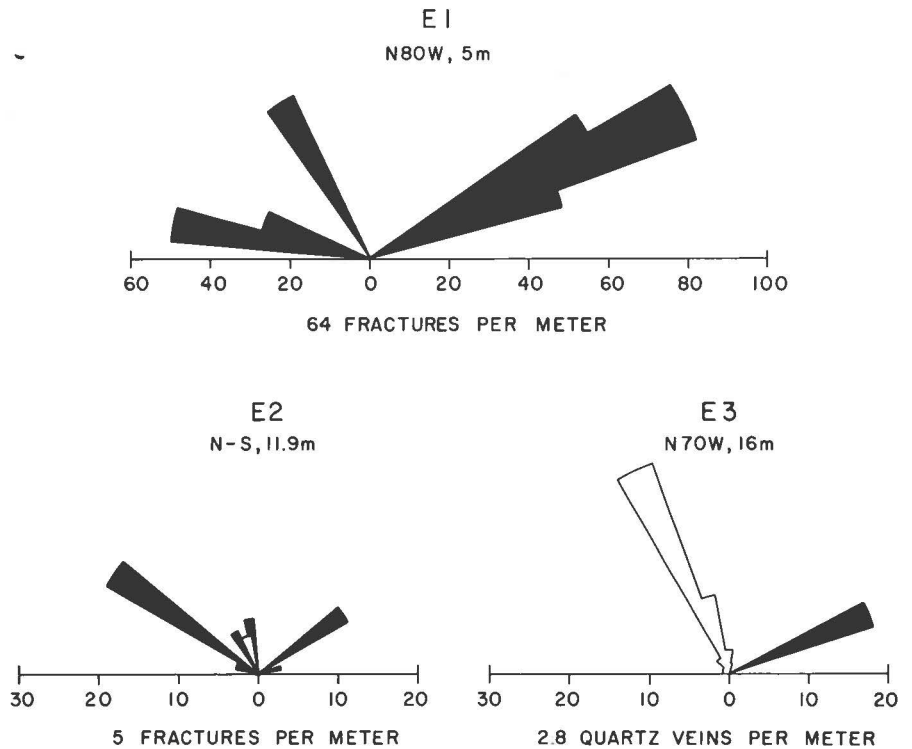 E1
N80W, 5m
60 40 20 0 20 40 60 80 100
64 FRACTURES PER METER
E2
N-S, 11.9m
30 20 10 0 10 20
5 FRACTURES PER METER
E3
N70W, 16m
30 20 10 0 10 20
2.8 QUARTZ VEINS PER METER